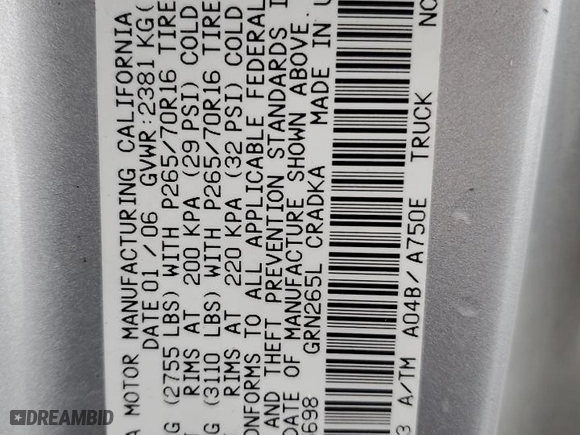 A MOTOR MANUFACTURING CALIFORNIA
DATE 01/06 GVWR:2381 KG(
G (2755 LBS) WITH P265/70R16 TIRE
RIMS AT 200 KPA (29 PSI) COLD
G (3110 LBS) WITH P265/70R16 TIRE
RIMS AT 220 KPA (32 PSI) COLD
ONFORMS TO ALL APPLICABLE FEDERAL
AND THEFT PREVENTION STANDARDS I
DATE OF MANUFACTURE SHOWN ABOVE.
698 GRN265L CRADKA MADE IN U
3 A/TM A04B/A750E TRUCK NO
DREAMBID